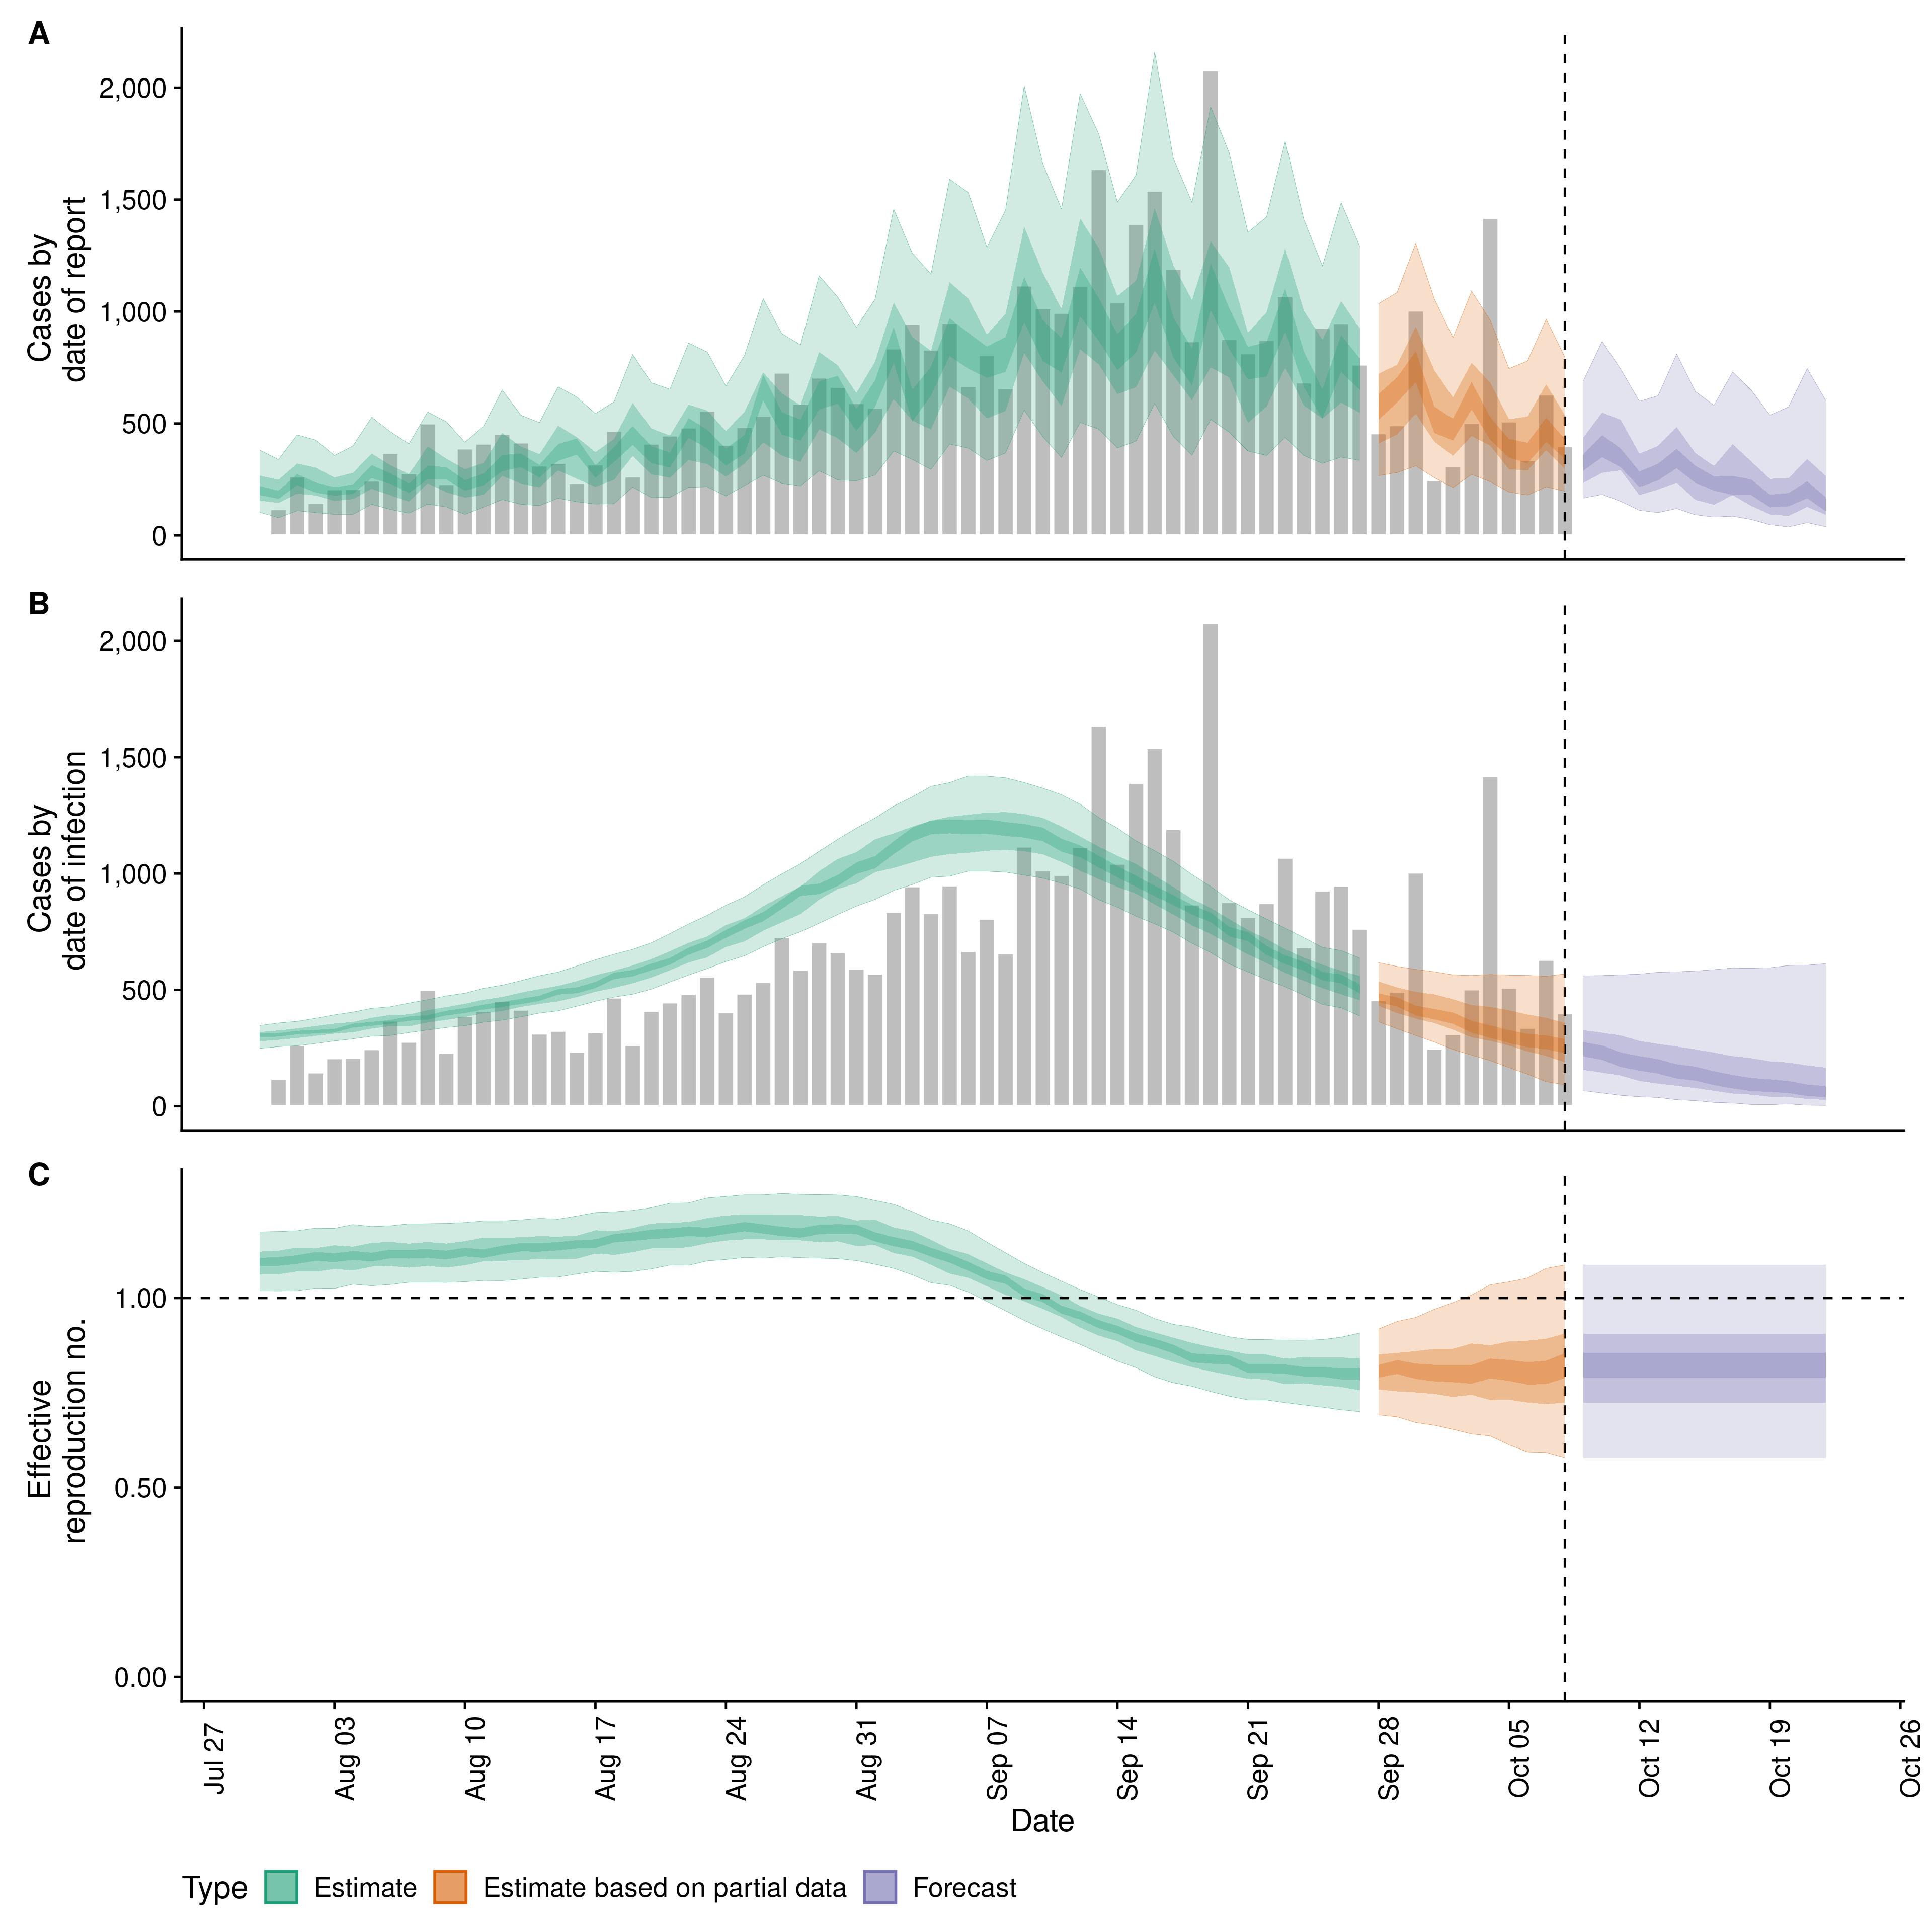 A
2,000
1,500
1,000
500
0
Cases by
date of report
B
2,000
1,500
1,000
500
0
Cases by
date of infection
C
1.00
0.50
0.00
Effective
reproduction no.
Jul 27
Aug 03
Aug 10
Aug 17
Aug 24
Aug 31
Sep 07
Sep 14
Sep 21
Sep 28
Oct 05
Oct 12
Oct 19
Oct 26
Date
Type Estimate Estimate based on partial data Forecast